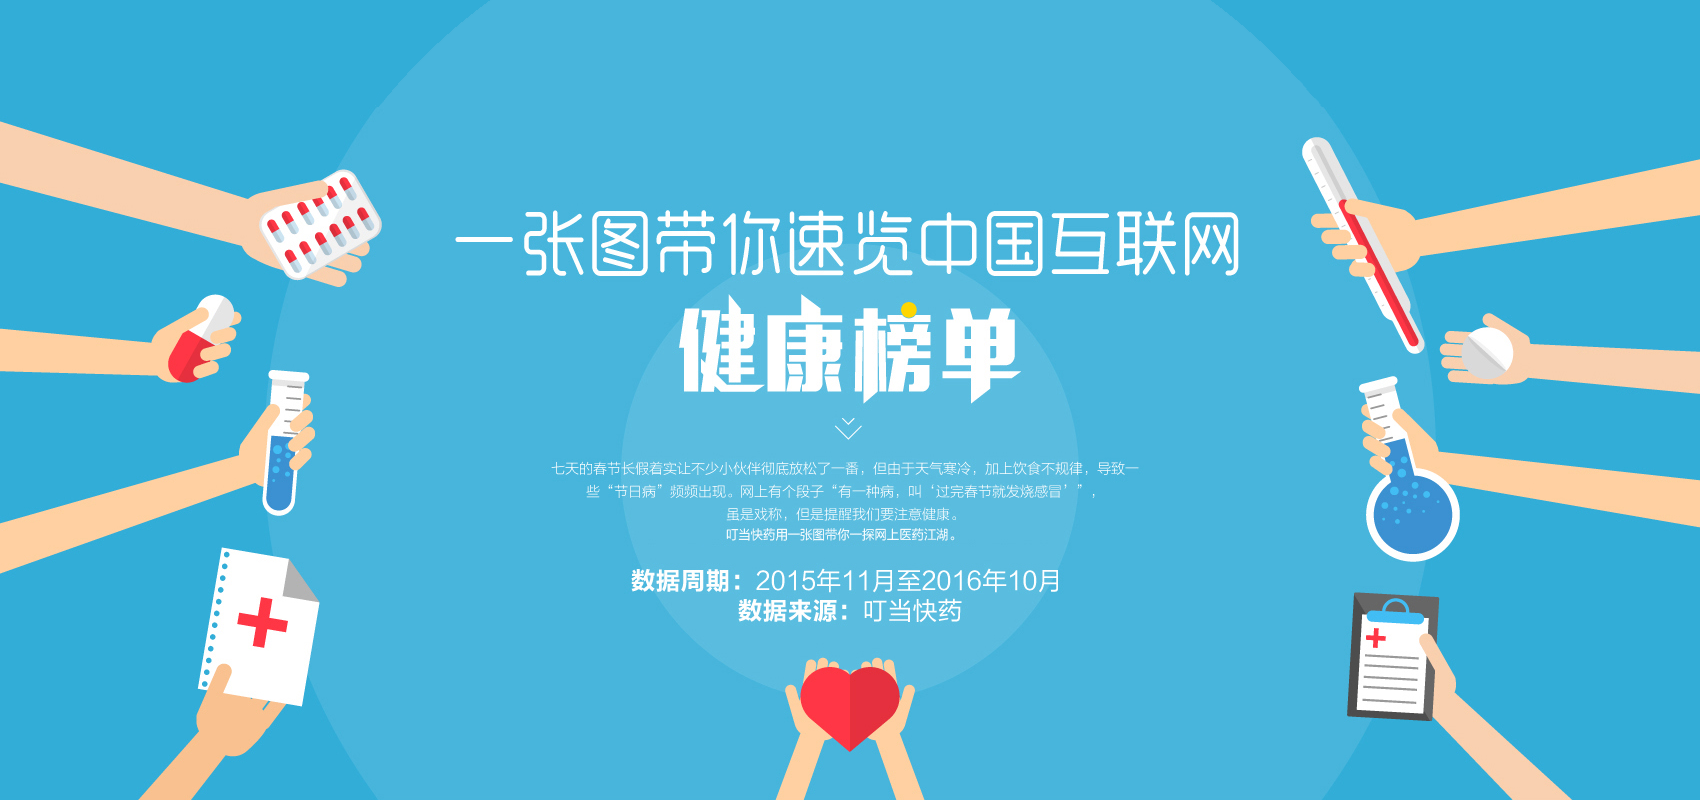 一张图带你速览中国互联网
健康榜单
七天的春节长假着实让不少小伙伴彻底放松了一番，但由于天气寒冷，加上饮食不规律，导致一
些“节日病”频频出现。网上有个段子“有一种病，叫‘过完春节就发烧感冒’”，
虽是戏称，但是提醒我们要注意健康。
叮当快药用一张图带你一探网上医药江湖。
数据周期：2015年11月至2016年10月
数据来源：叮当快药